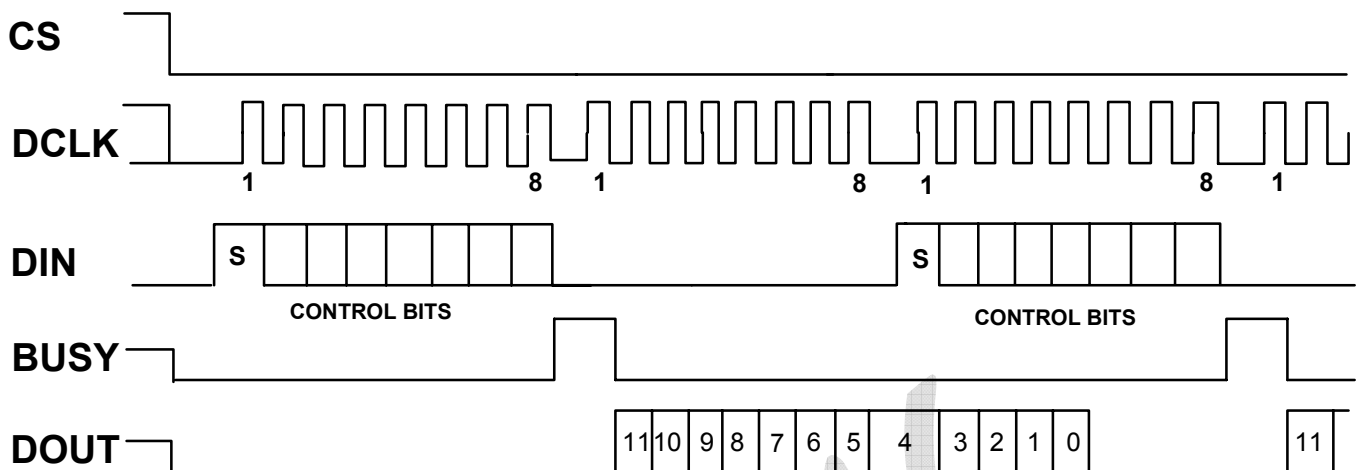 CS
DCLK
1 8 1 8 1 8 1
DIN S S
CONTROL BITS CONTROL BITS
BUSY
DOUT 11 10 9 8 7 6 5 4 3 2 1 0 11